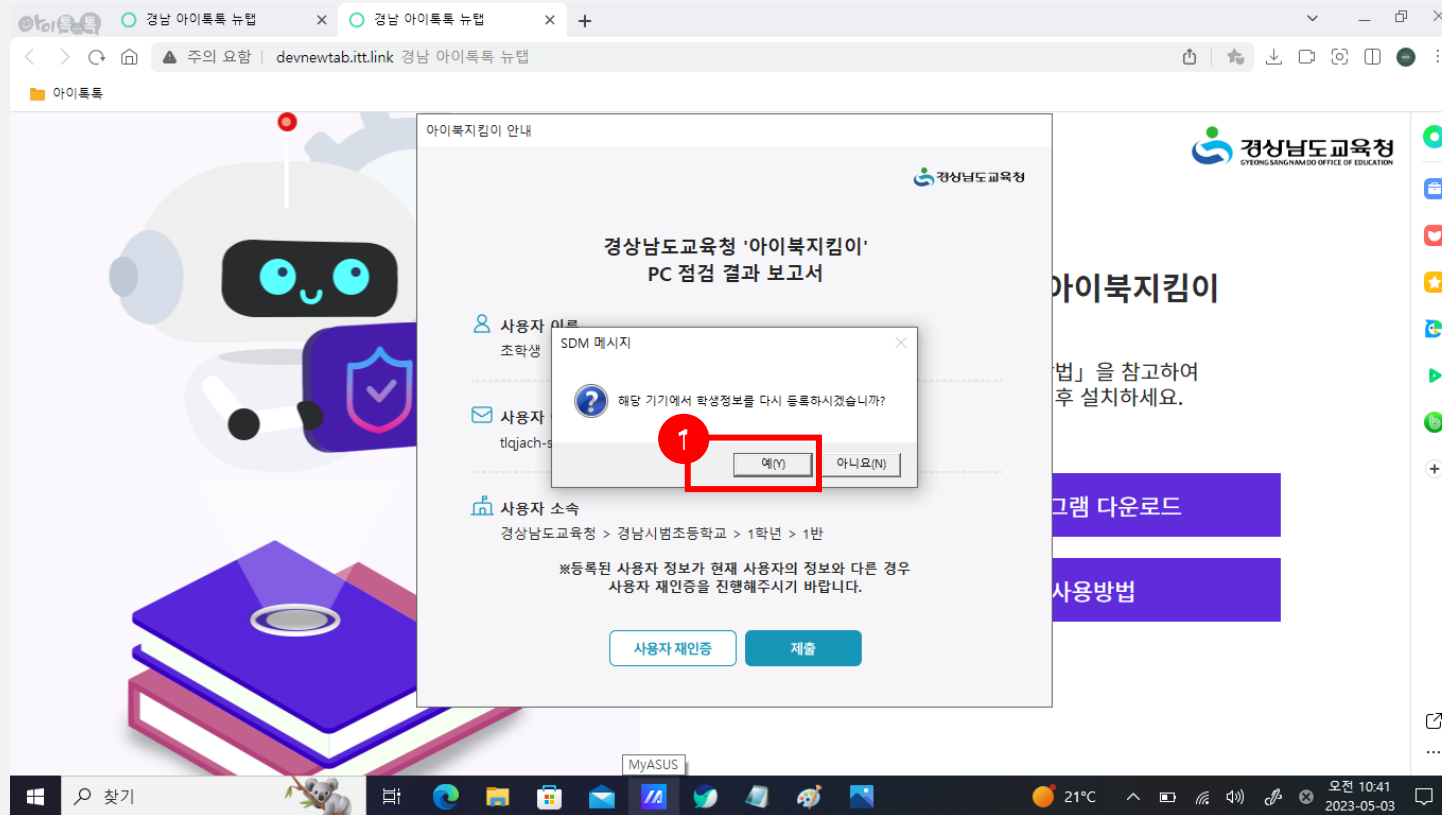 아이톡톡
경남 아이톡톡 뉴탭
경남 아이톡톡 뉴탭
주의 요함
devnewtab.itt.link 경남 아이톡톡 뉴탭
아이톡톡
아이북지킴이 안내
경상남도교육청
경상남도교육청 '아이북지킴이'
PC 점검 결과 보고서
사용자 이름
초학생
사용자
tlqjach-s
사용자 소속
경상남도교육청 > 경남시범초등학교 > 1학년 > 1반
※등록된 사용자 정보가 현재 사용자의 정보와 다른 경우
사용자 재인증을 진행해주시기 바랍니다.
사용자 재인증
제출
SDM 메시지
해당 기기에서 학생정보를 다시 등록하시겠습니까?
1
예(Y)
아니요(N)
경상남도교육청
GYEONGSANGNAMDO OFFICE OF EDUCATION
아이북지킴이
법」을 참고하여
후 설치하세요.
그램 다운로드
사용방법
MyASUS
찾기
21°C
오전 10:41
2023-05-03